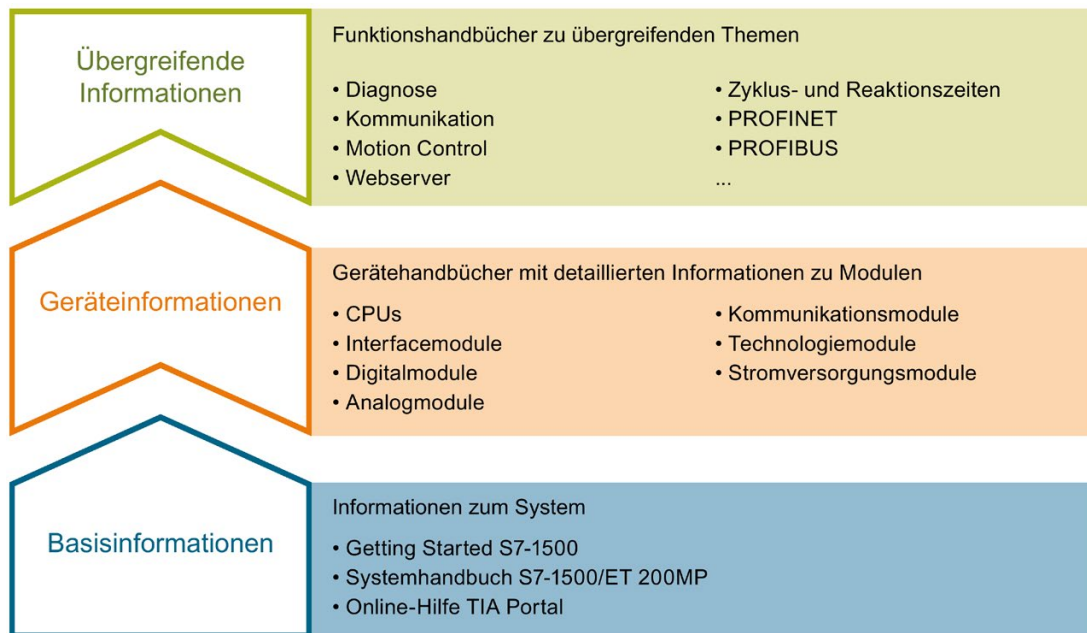 Übergreifende
Informationen
Funktionshandbücher zu übergreifenden Themen
• Diagnose
• Kommunikation
• Motion Control
• Webserver
• Zyklus- und Reaktionszeiten
• PROFINET
• PROFIBUS
...
Geräteinformationen
Gerätehandbücher mit detaillierten Informationen zu Modulen
• CPUs
• Interfacemodule
• Digitalmodule
• Analogmodule
• Kommunikationsmodule
• Technologiemodule
• Stromversorgungsmodule
Basisinformationen
Informationen zum System
• Getting Started S7-1500
• Systemhandbuch S7-1500/ET 200MP
• Online-Hilfe TIA Portal